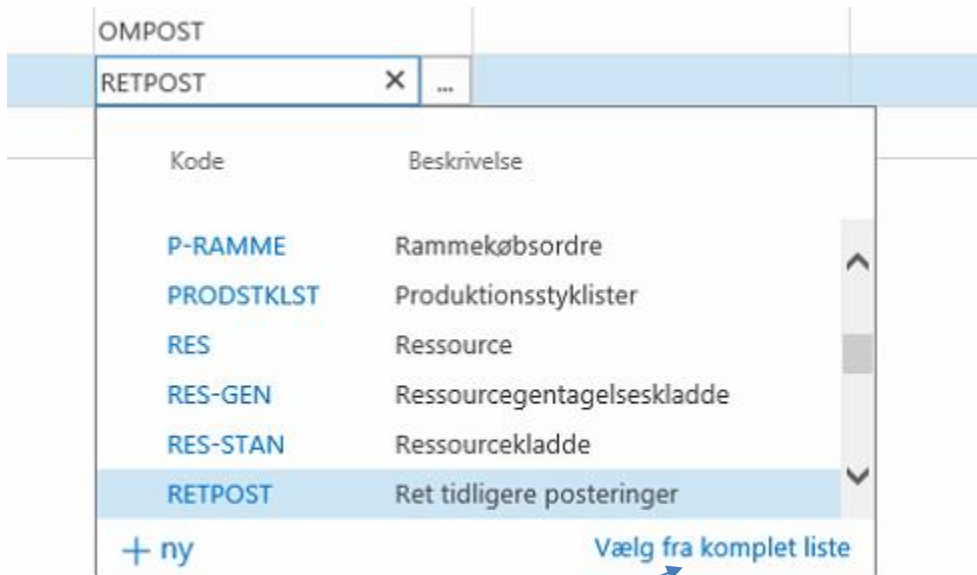 OMPOST
RETPOST ✕ ...
Kode Beskrivelse
P-RAMME Rammekøbsordre
PRODSTKLST Produktionsstyklister
RES Ressource
RES-GEN Ressourcegentagelseskladde
RES-STAN Ressourcekladde
RETPOST Ret tidligere posteringer
+ ny Vælg fra komplet liste